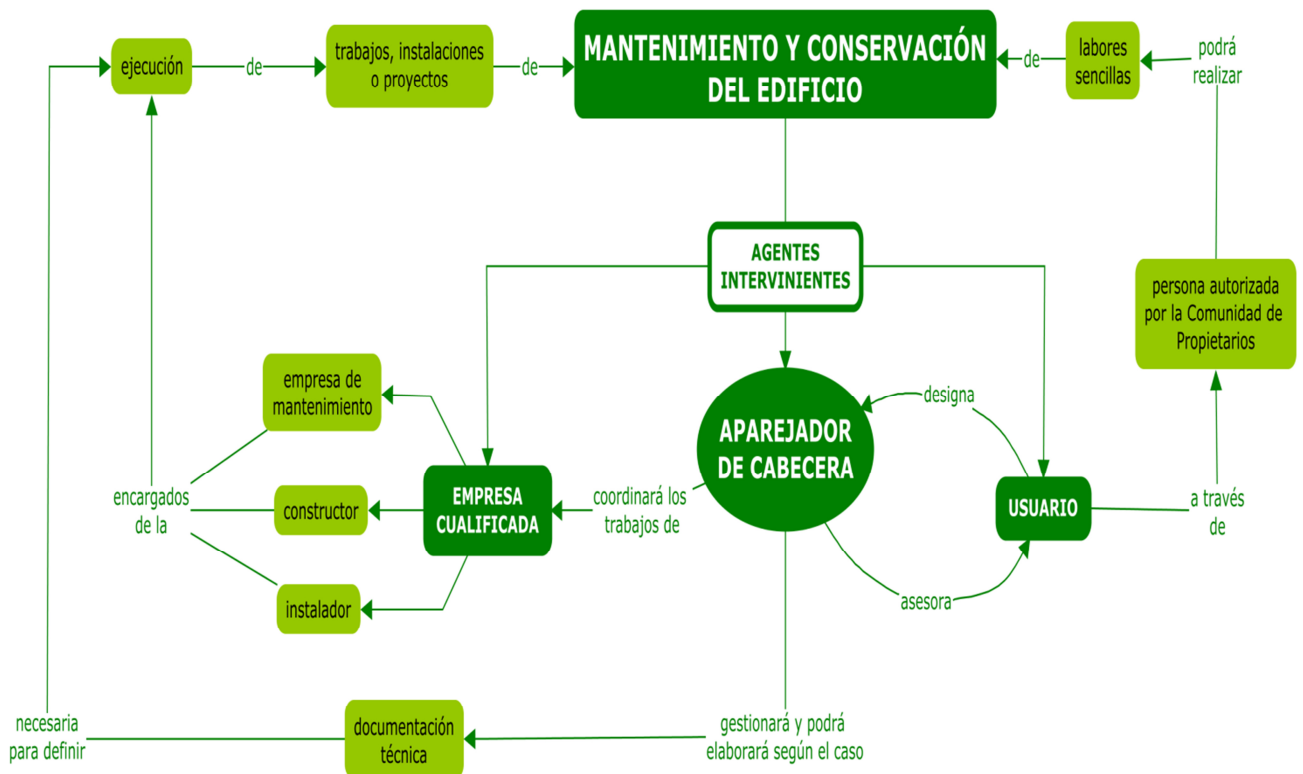 ejecución
de
trabajos, instalaciones
o proyectos
de
MANTENIMIENTO Y CONSERVACIÓN
DEL EDIFICIO
de
labores
sencillas
podrá
realizar
AGENTES
INTERVINIENTES
persona autorizada
por la Comunidad de
Propietarios
empresa de
mantenimiento
designa
APAREJADOR
DE CABECERA
encargados
de la
constructor
EMPRESA
CUALIFICADA
coordinará los
trabajos de
USUARIO
a través
de
instalador
asesora
necesaria
para definir
documentación
técnica
gestionará y podrá
elaborará según el caso